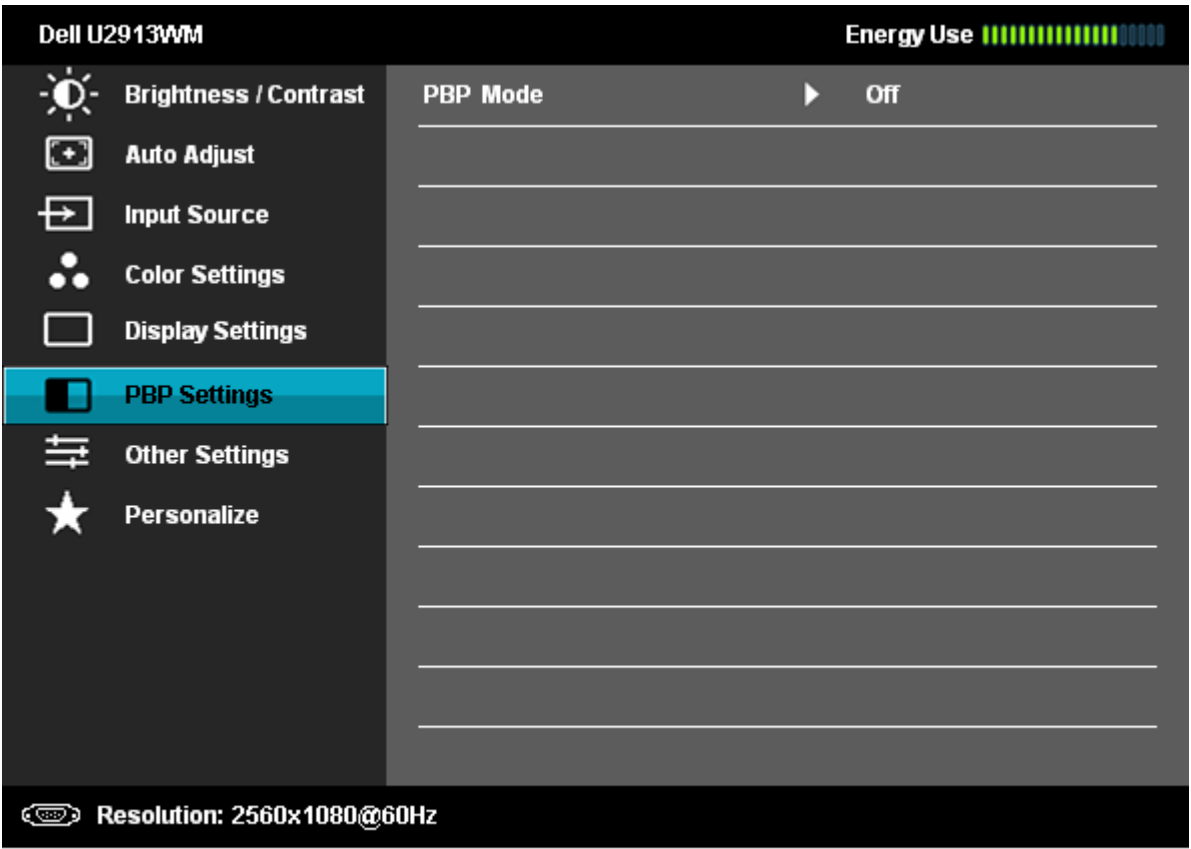 Dell U2913WM Energy Use
Brightness / Contrast PBP Mode Off
Auto Adjust
Input Source
Color Settings
Display Settings
PBP Settings
Other Settings
Personalize
Resolution: 2560x1080@60Hz